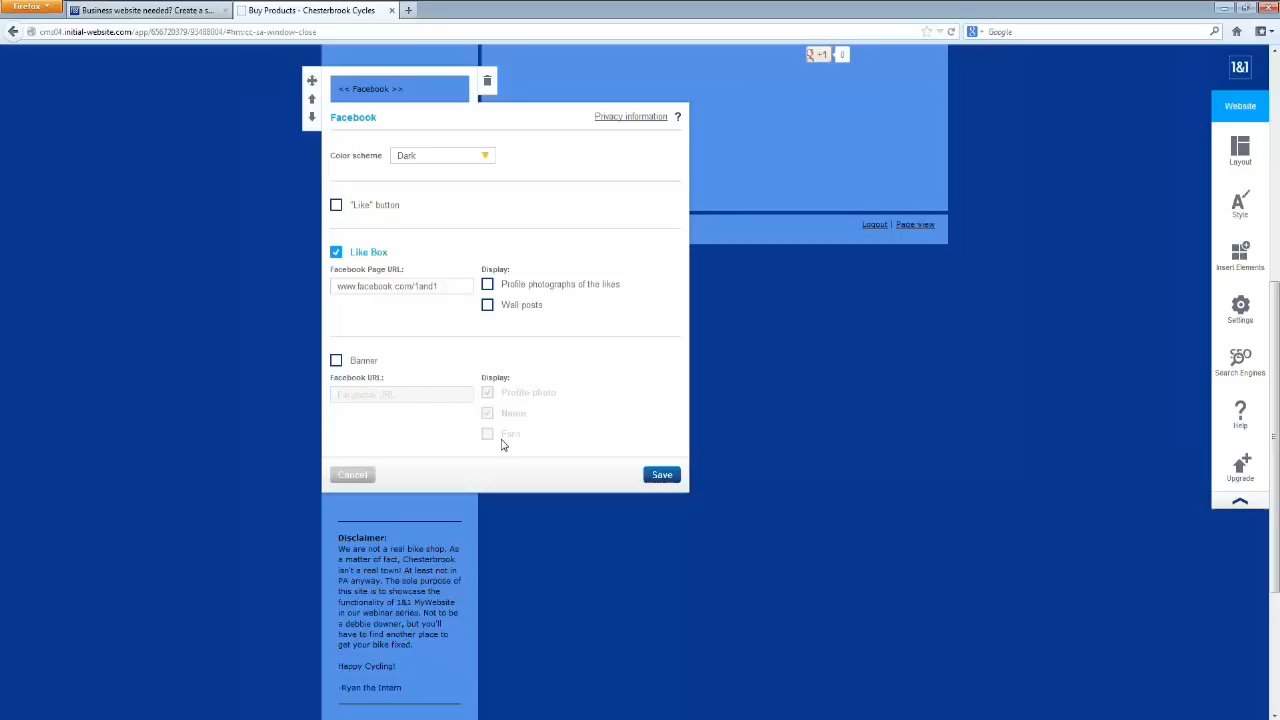 Firefox
Business website needed? Create a s...
Buy Products - Chesterbrook Cycles
cms04.initial-website.com/app/656720379/93488004/#hm:cc-sa-window-close
Google
+1
0
1&1
<< Facebook >>
Website
Facebook
Privacy information
?
Layout
Color scheme
Dark
Style
"Like" button
Logout | Page view
Insert Elements
Like Box
Facebook Page URL:
Display:
www.facebook.com/1and1
Profile photographs of the likes
Wall posts
Settings
SEO
Search Engines
Banner
Facebook URL:
Display:
Facebook URL
Profile photo
Name
Fans
Help
Cancel
Save
Upgrade
Disclaimer:
We are not a real bike shop. As
a matter of fact, Chesterbrook
isn't a real town! At least not in
PA anyway. The sole purpose of
this site is to showcase the
functionality of 1&1 MyWebsite
in our webinar series. Not to be
a debbie downer, but you'll
have to find another place to
get your bike fixed.
Happy Cycling!
-Ryan the Intern